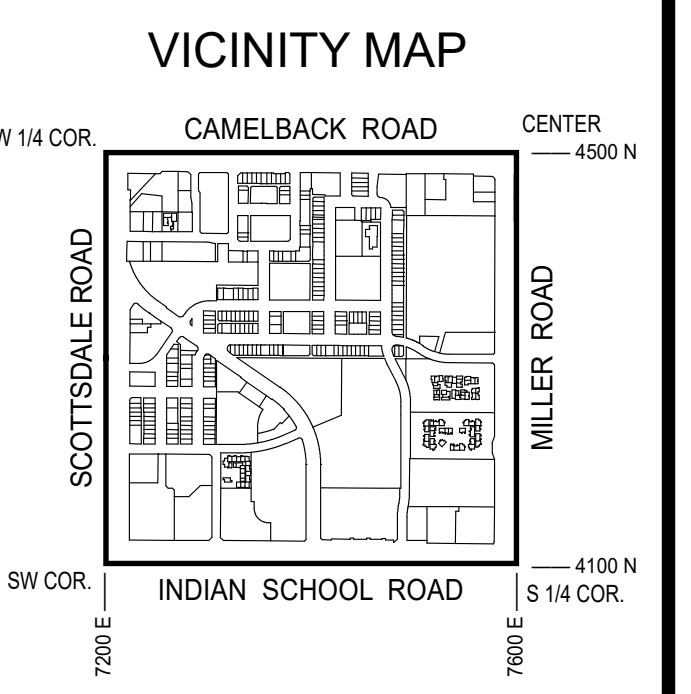 VICINITY MAP
W 1/4 COR.
CAMELBACK ROAD
CENTER
4500 N
SCOTTSDALE ROAD
MILLER ROAD
SW COR.
INDIAN SCHOOL ROAD
4100 N
S 1/4 COR.
7200 E
7600 E